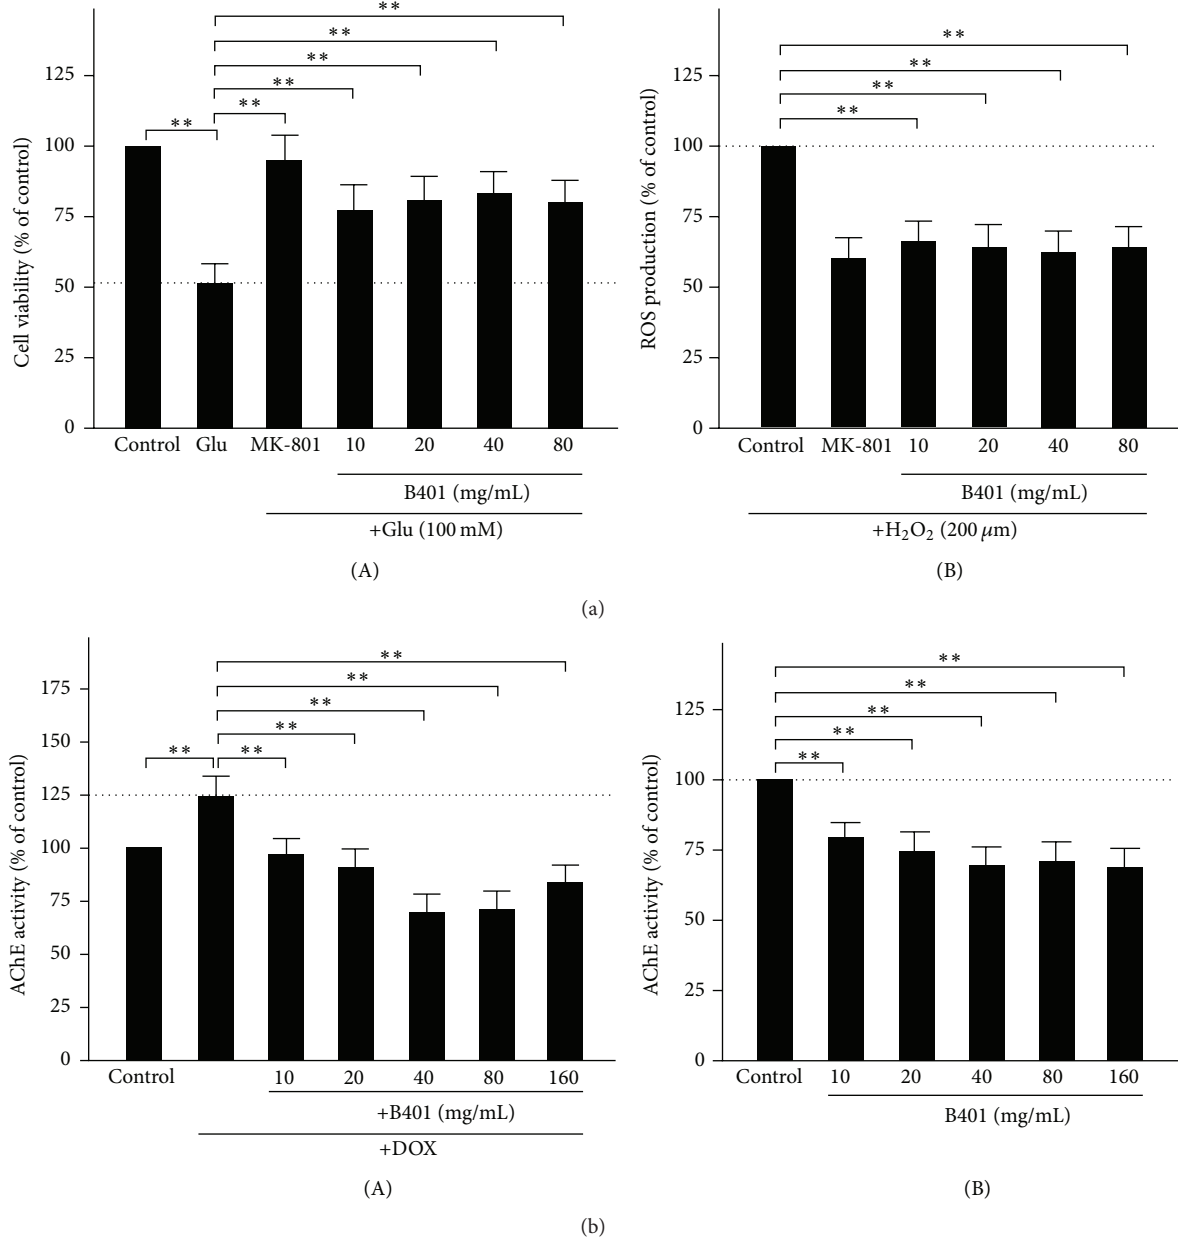 **
**
**
**
**
**
125
100
75
50
25
0
Cell viability (% of control)
Control Glu MK-801 10 20 40 80
B401 (mg/mL)
+Glu (100 mM)
(A)
**
**
**
**
125
100
75
50
25
0
ROS production (% of control)
Control MK-801 10 20 40 80
B401 (mg/mL)
+H₂O₂ (200 µm)
(B)
(a)
**
**
**
**
** **
175
150
125
100
75
50
25
0
AChE activity (% of control)
Control 10 20 40 80 160
+B401 (mg/mL)
+DOX
(A)
**
**
**
**
**
125
100
75
50
25
0
AChE activity (% of control)
Control 10 20 40 80 160
B401 (mg/mL)
(B)
(b)